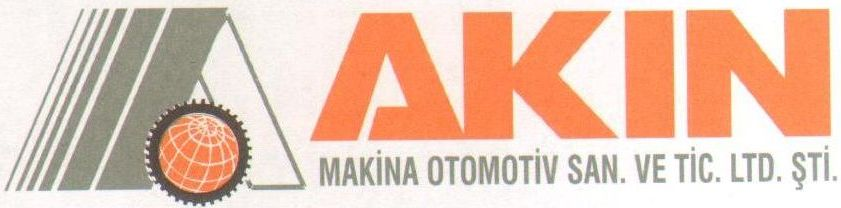 AKIN
MAKİNA OTOMOTİV SAN. VE TİC. LTD. ŞTİ.